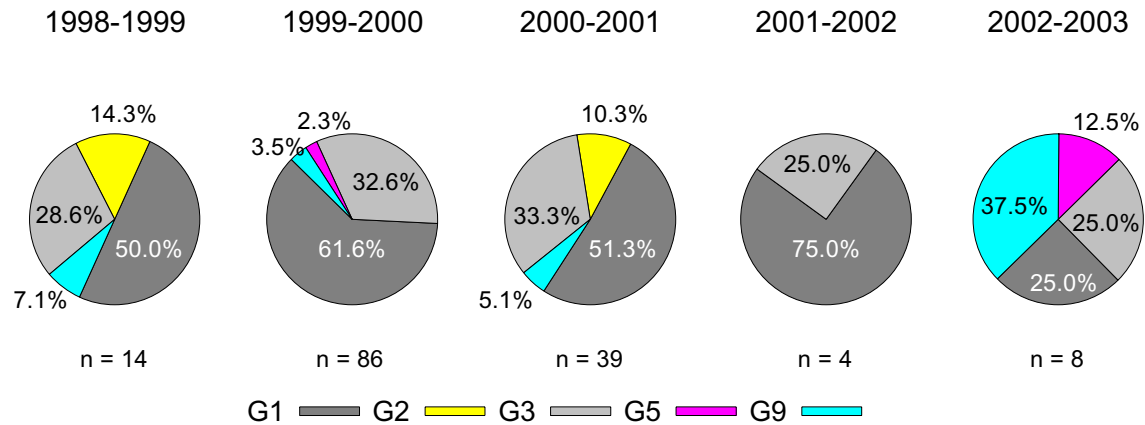 1998-1999 1999-2000 2000-2001 2001-2002 2002-2003
14.3% 2.3% 10.3% 12.5%
3.5% 25.0%
28.6% 32.6% 33.3% 37.5% 25.0%
50.0% 61.6% 51.3% 75.0%
7.1% 5.1% 25.0%
n = 14 n = 86 n = 39 n = 4 n = 8
G1 G2 G3 G5 G9